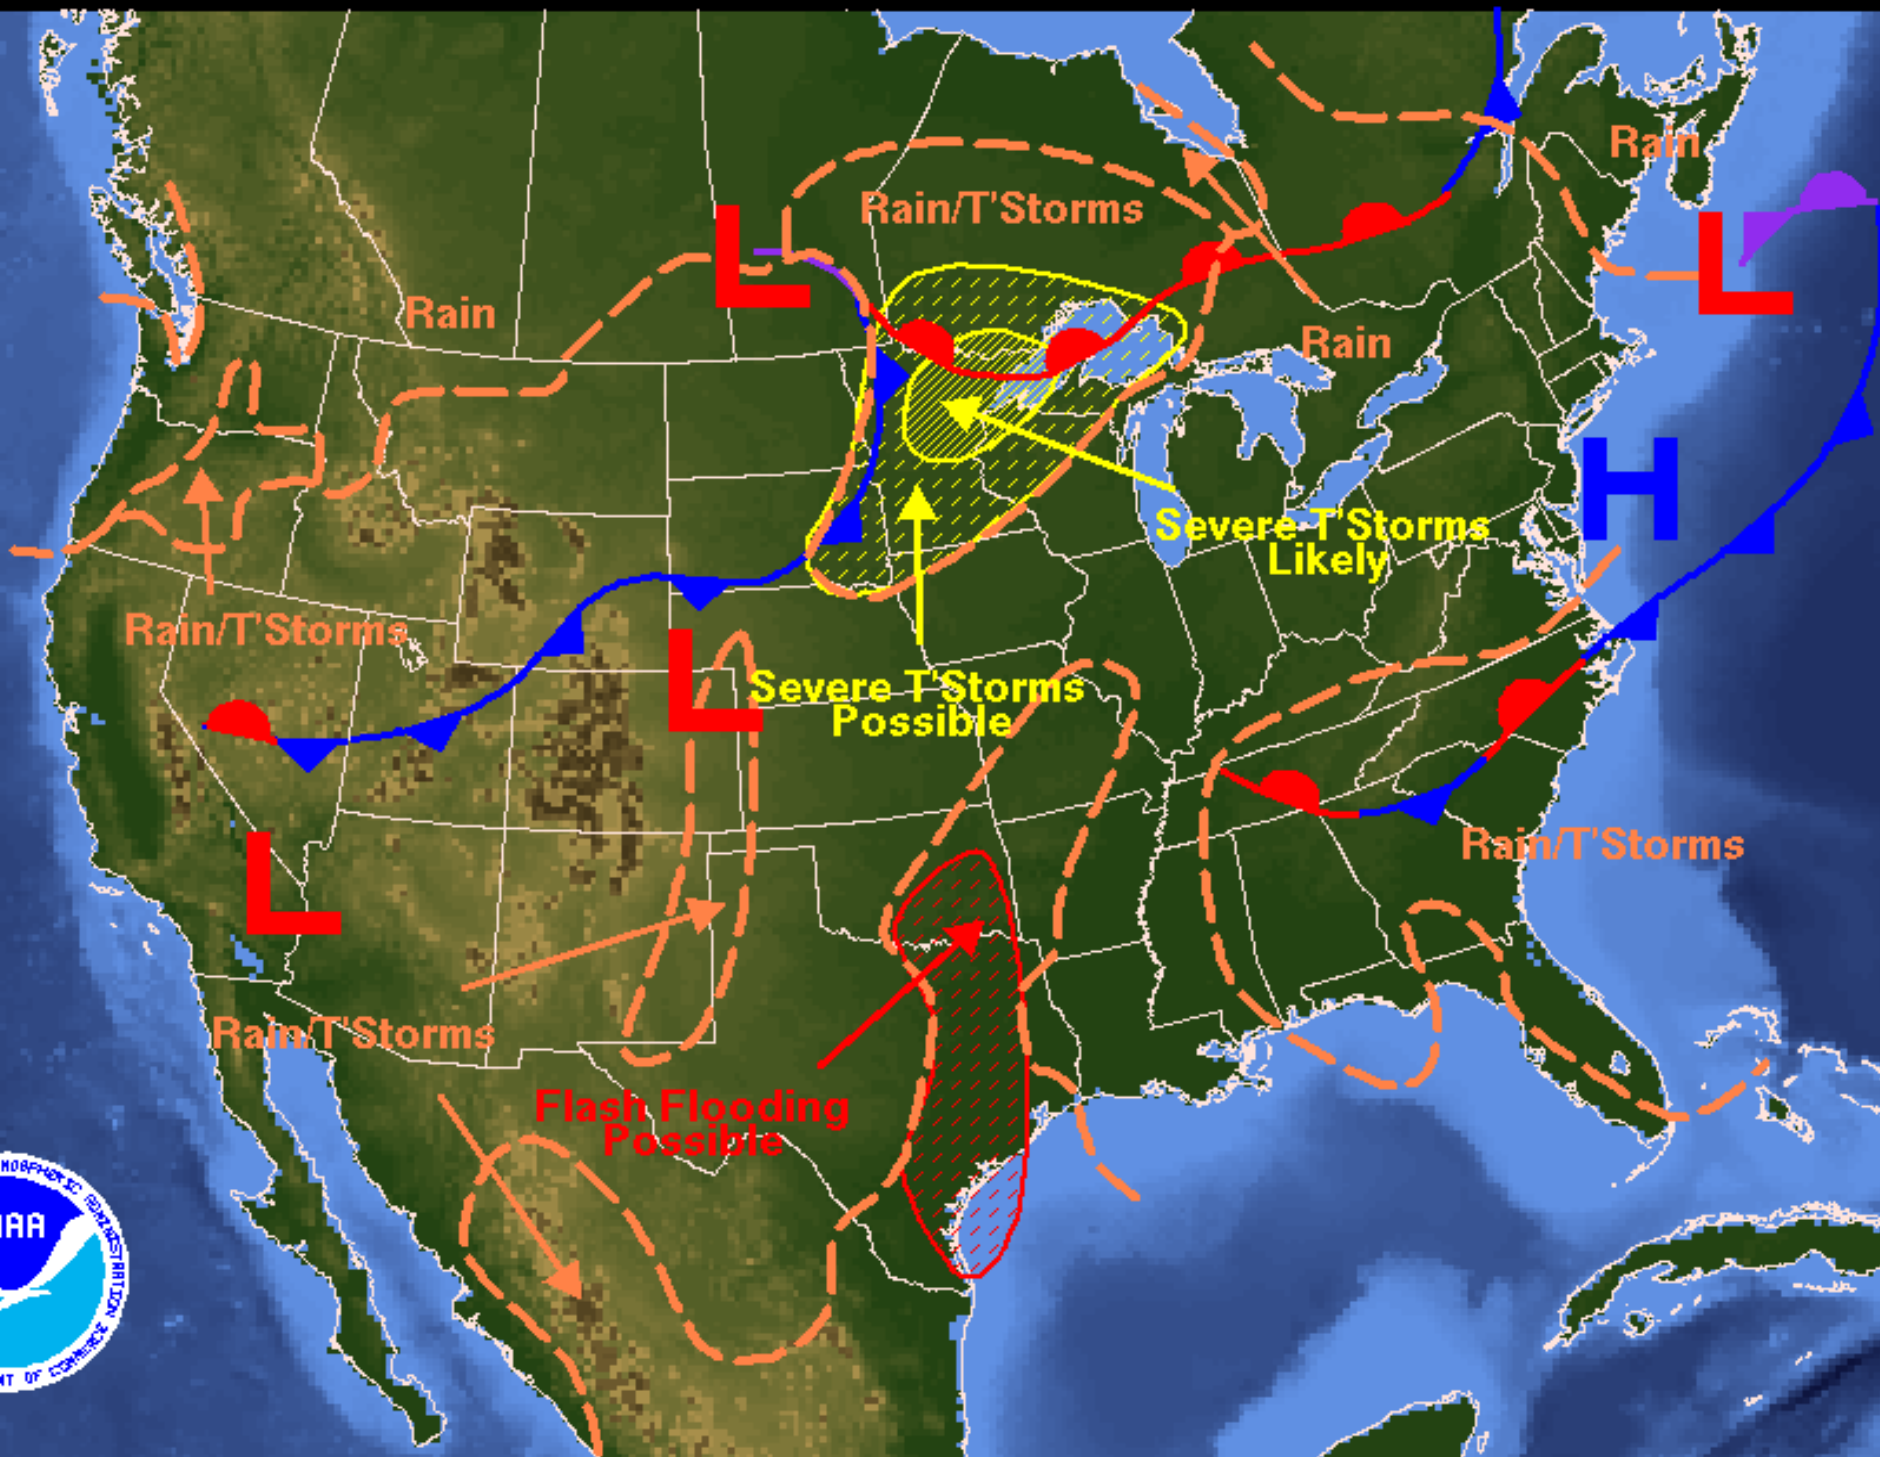 Rain
Rain/T'Storms
L
L
Rain
Rain
H
Severe T'Storms
Likely
Rain/T'Storms
L
Severe T'Storms
Possible
Rain/T'Storms
L
Rain/T'Storms
Flash Flooding
Possible